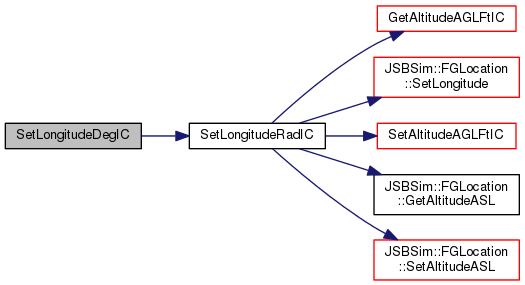 GetAltitudeAGLFtIC
JSBSim::FGLocation
::SetLongitude
SetLongitudeDegIC
SetLongitudeRadIC
SetAltitudeAGLFtIC
JSBSim::FGLocation
::GetAltitudeASL
JSBSim::FGLocation
::SetAltitudeASL